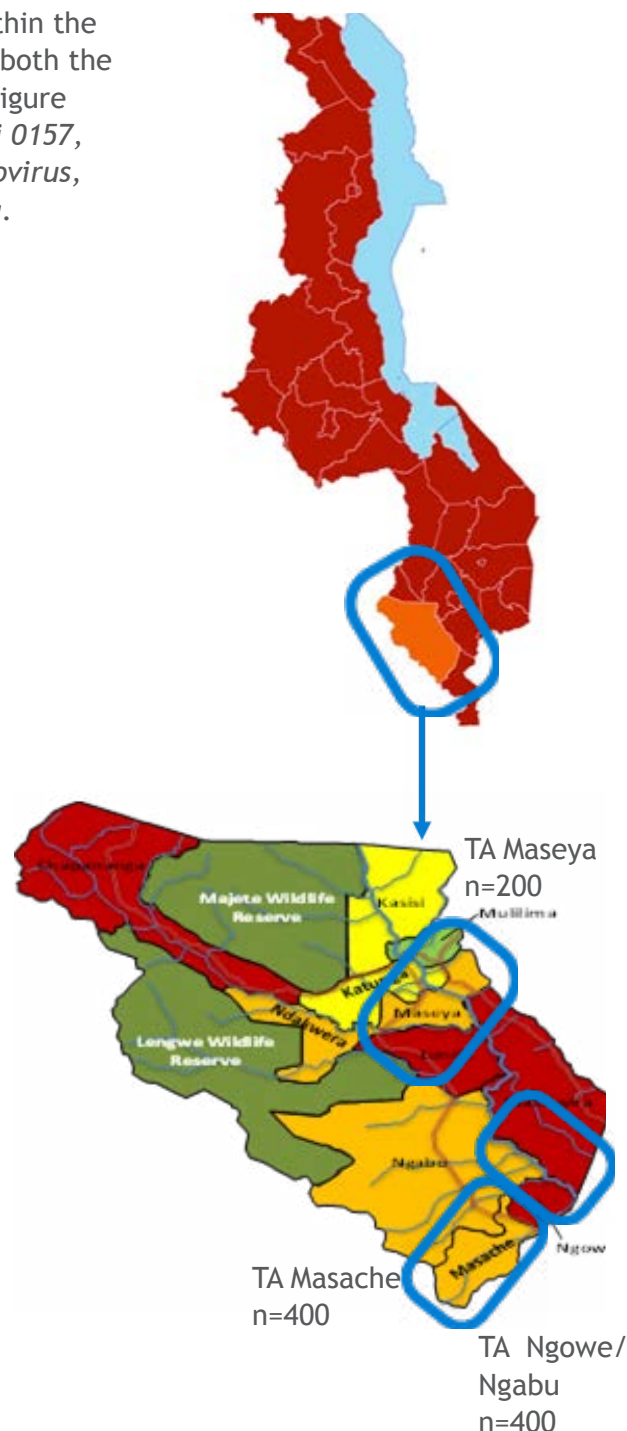 thin the
both the
igure
i 0157,
ovirus,
.
TA Maseya
n=200
Kasisi
Mulilima
Majete Wildlife
Reserve
Katunga
Maseya
Ndakwera
Lengwe Wildlife
Reserve
Ngabu
Ngow
Masache
TA Masache
n=400
TA Ngowe/
Ngabu
n=400